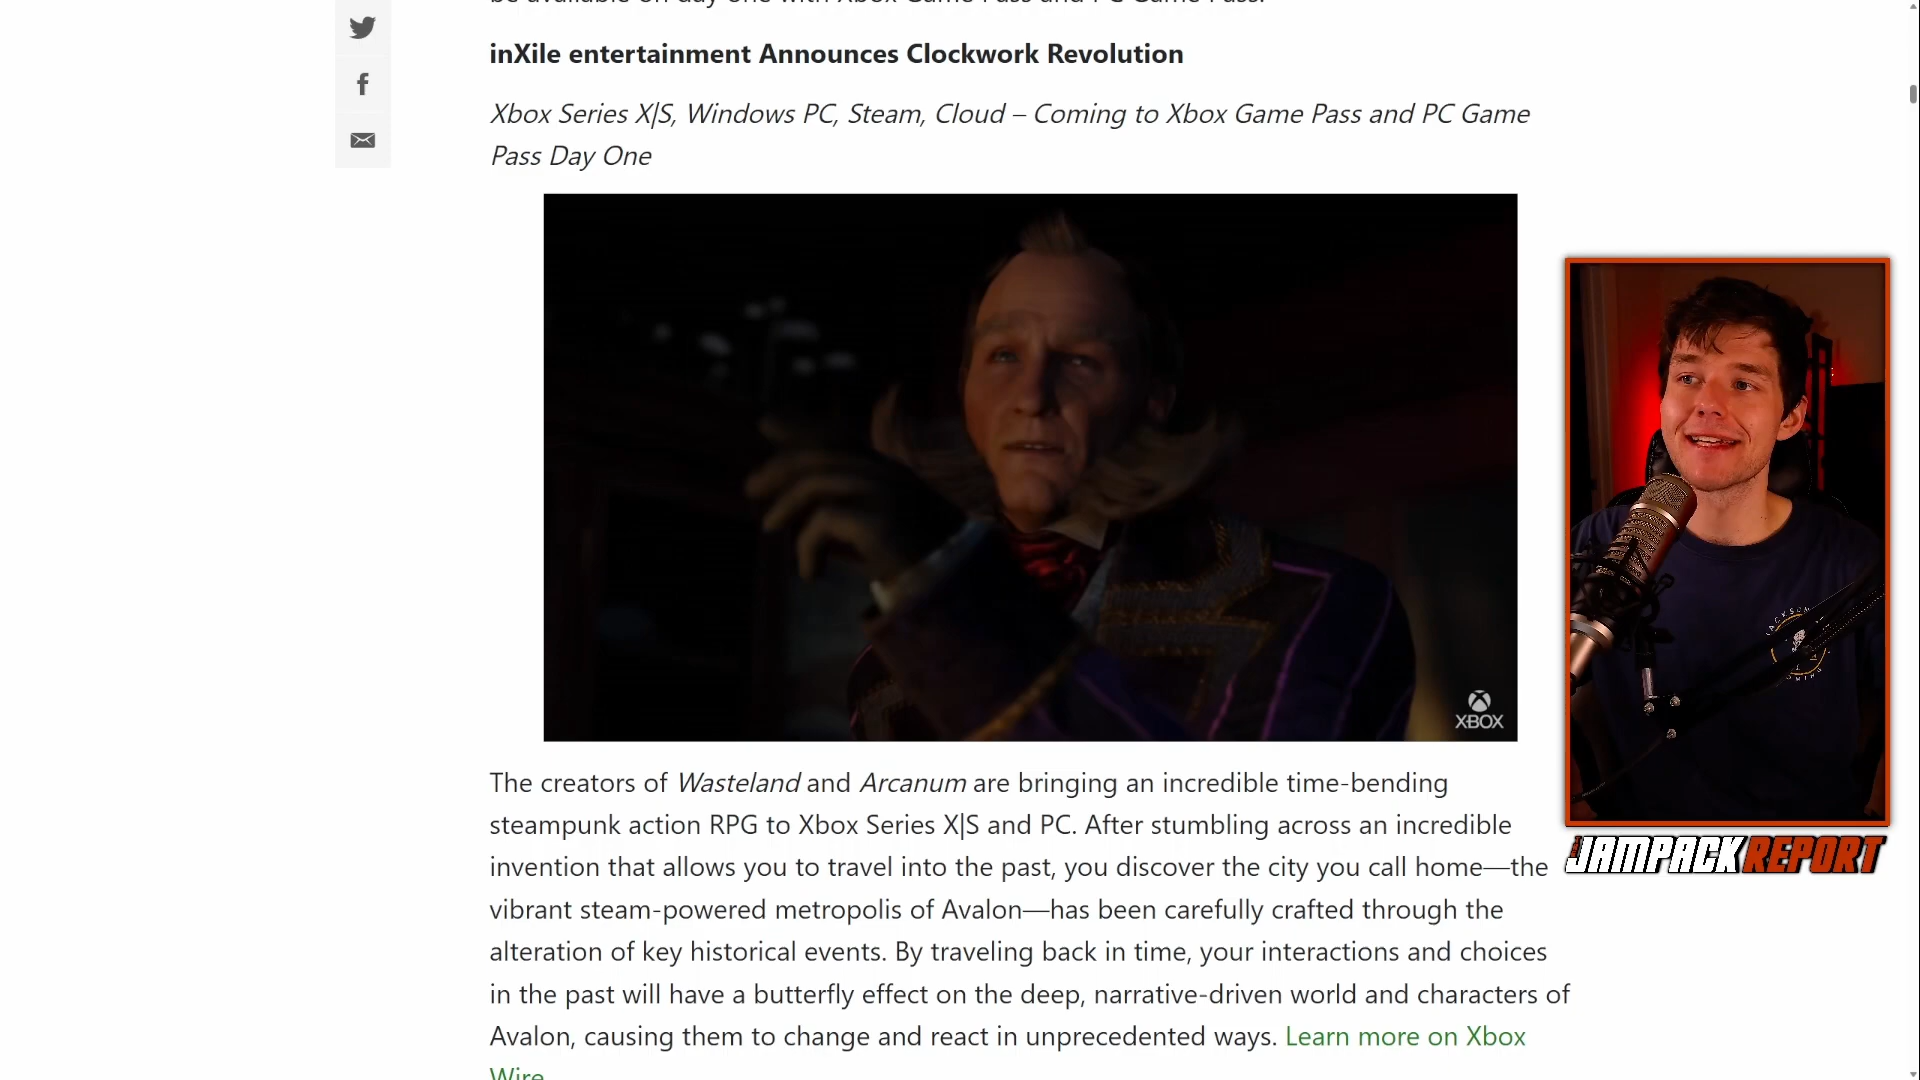 inXile entertainment Announces Clockwork Revolution
Xbox Series X|S, Windows PC, Steam, Cloud – Coming to Xbox Game Pass and PC Game
Pass Day One
XBOX
The creators of Wasteland and Arcanum are bringing an incredible time-bending
steampunk action RPG to Xbox Series X|S and PC. After stumbling across an incredible
invention that allows you to travel into the past, you discover the city you call home—the
vibrant steam-powered metropolis of Avalon—has been carefully crafted through the
alteration of key historical events. By traveling back in time, your interactions and choices
in the past will have a butterfly effect on the deep, narrative-driven world and characters of
Avalon, causing them to change and react in unprecedented ways. Learn more on Xbox
Wire
JAMPACK REPORT